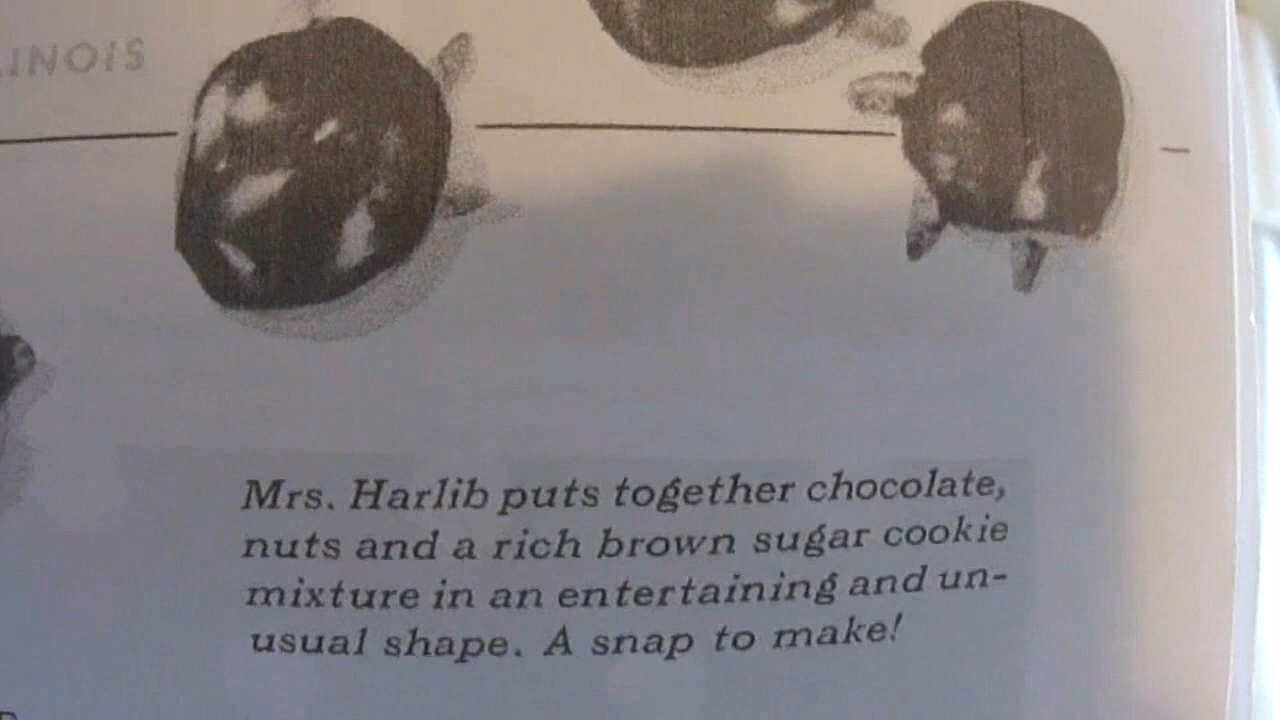 LINOIS
Mrs. Harlib puts together chocolate,
nuts and a rich brown sugar cookie
mixture in an entertaining and un-
usual shape. A snap to make!